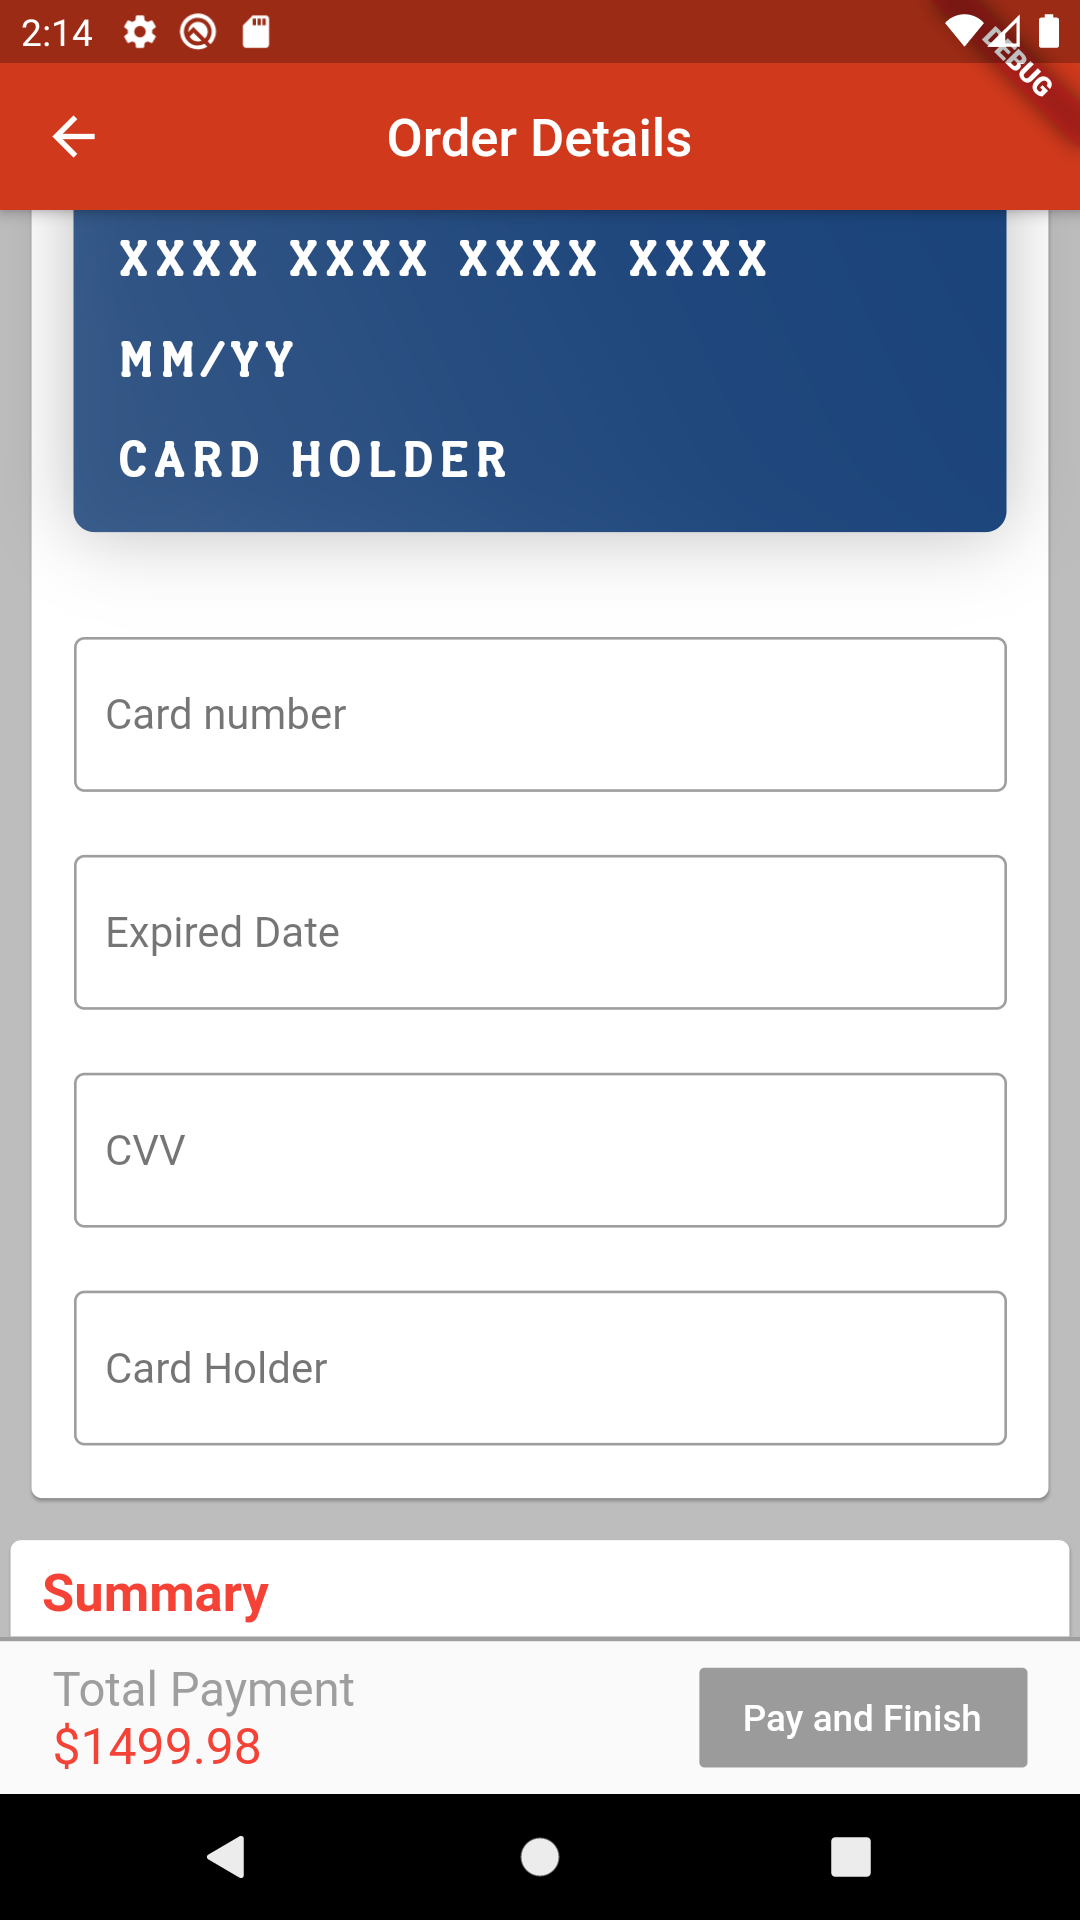 2:14
DEBUG
Order Details
XXXX XXXX XXXX XXXX
MM/YY
CARD HOLDER
Card number
Expired Date
CVV
Card Holder
Summary
Total Payment
$1499.98
Pay and Finish